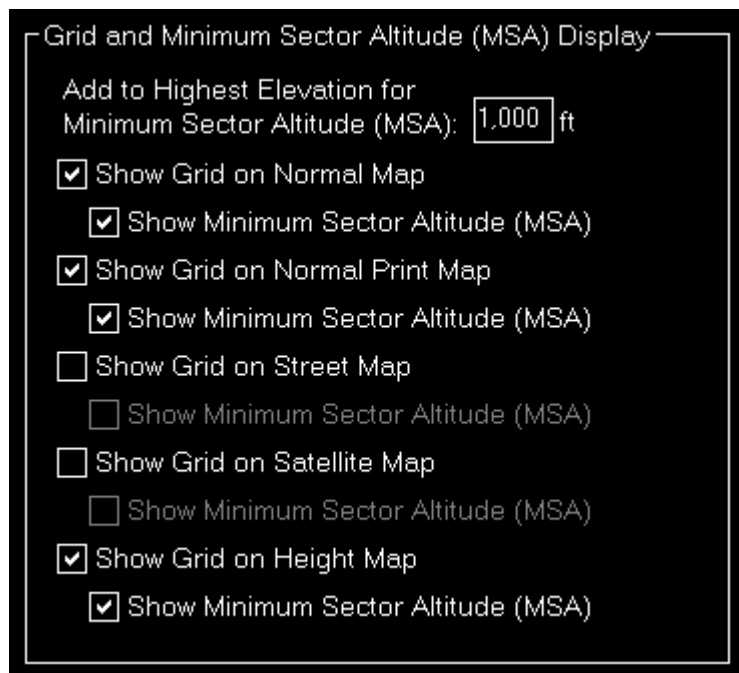 Grid and Minimum Sector Altitude (MSA) Display
Add to Highest Elevation for
Minimum Sector Altitude (MSA): 1,000 ft
Show Grid on Normal Map
Show Minimum Sector Altitude (MSA)
Show Grid on Normal Print Map
Show Minimum Sector Altitude (MSA)
Show Grid on Street Map
Show Minimum Sector Altitude (MSA)
Show Grid on Satellite Map
Show Minimum Sector Altitude (MSA)
Show Grid on Height Map
Show Minimum Sector Altitude (MSA)